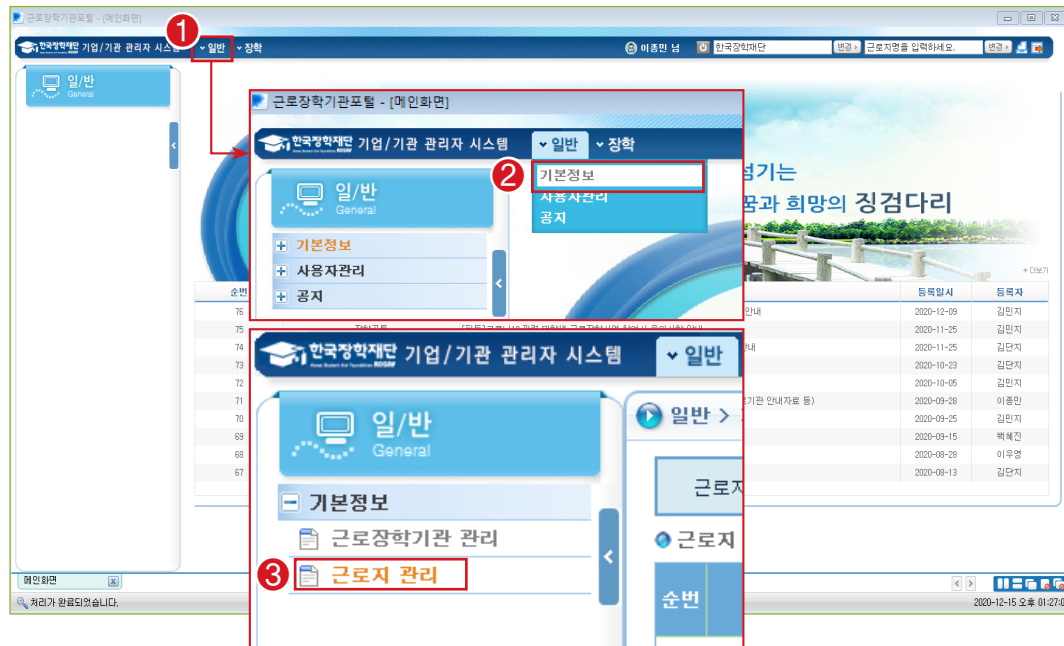 근로장학기관포털 - [메인화면]
1
한국장학재단 기업/기관 관리자 시스템 일반 장학 이종민 님 한국장학재단 변경 근로지명을 입력하세요. 변경
일/반
General
근로장학기관포털 - [메인화면]
한국장학재단 기업/기관 관리자 시스템 일반 장학
2 기본정보
사용자관리
공지
일/반
General
기본정보
사용자관리
공지
섬기는
꿈과 희망의 징검다리
더보기
순번 등록일시 등록자
76 안내 2020-12-09 김민지
75 2020-11-25 김민지
74 2020-11-25 김단지
73 2020-10-23 김단지
72 2020-10-05 김민지
71 기관 안내자료 등) 2020-09-28 이종민
70 2020-09-25 김민지
69 2020-09-15 백혜진
68 2020-08-28 이우영
67 2020-08-13 김단지
한국장학재단 기업/기관 관리자 시스템 일반
일/반
General
기본정보
근로장학기관 관리
3 근로지 관리
일반 >
근로지
근로지
순번
메인화면
처리가 완료되었습니다. 2020-12-15 오후 01:27:0